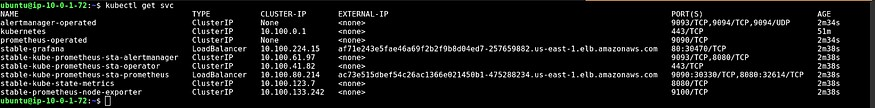 ubuntu@ip-10-0-1-72:~$ kubectl get svc
NAME TYPE CLUSTER-IP EXTERNAL-IP PORT(S) AGE
alertmanager-operated ClusterIP None <none> 9093/TCP,9094/TCP,9094/UDP 2m34s
kubernetes ClusterIP 10.100.0.1 <none> 443/TCP 51m
prometheus-operated ClusterIP None <none> 9090/TCP 2m34s
stable-grafana LoadBalancer 10.100.224.15 af71e243e5fae46a69f2b2f9b8d04ed7-257659882.us-east-1.elb.amazonaws.com 80:30470/TCP 2m38s
stable-kube-prometheus-sta-alertmanager ClusterIP 10.100.61.97 <none> 9093/TCP,8080/TCP 2m38s
stable-kube-prometheus-sta-operator ClusterIP 10.100.41.82 <none> 443/TCP 2m38s
stable-kube-prometheus-sta-prometheus LoadBalancer 10.100.80.214 ac73e515dbef54c26ac1366e021450b1-475288234.us-east-1.elb.amazonaws.com 9090:30330/TCP,8080:32614/TCP 2m38s
stable-kube-state-metrics ClusterIP 10.100.123.7 <none> 8080/TCP 2m38s
stable-prometheus-node-exporter ClusterIP 10.100.133.242 <none> 9100/TCP 2m38s
ubuntu@ip-10-0-1-72:~$